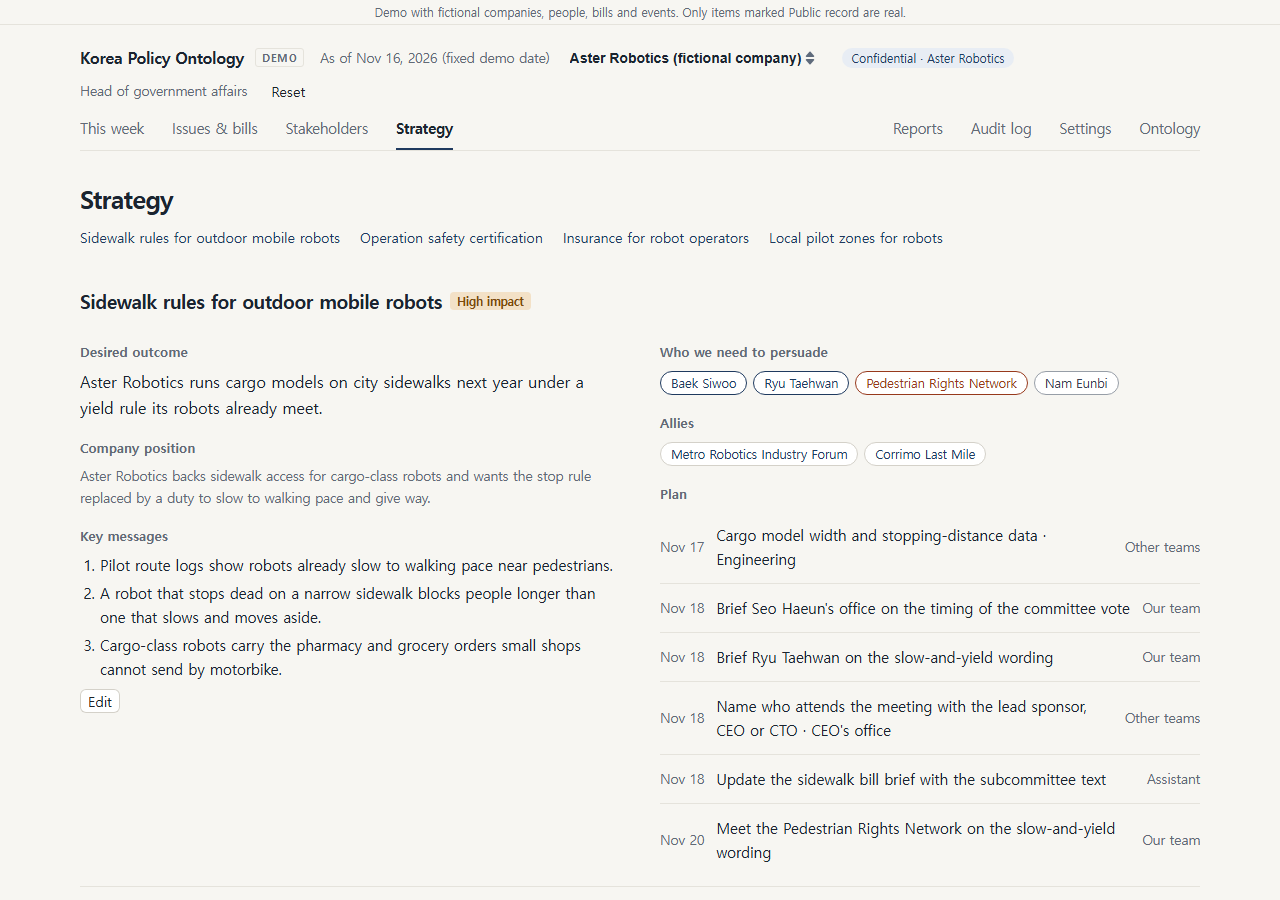 Demo with fictional companies, people, bills and events. Only items marked Public record are real.
Korea Policy Ontology DEMO As of Nov 16, 2026 (fixed demo date) Aster Robotics (fictional company) Confidential · Aster Robotics
Head of government affairs Reset
This week Issues & bills Stakeholders Strategy Reports Audit log Settings Ontology
Strategy
Sidewalk rules for outdoor mobile robots Operation safety certification Insurance for robot operators Local pilot zones for robots
Sidewalk rules for outdoor mobile robots High impact
Desired outcome
Aster Robotics runs cargo models on city sidewalks next year under a
yield rule its robots already meet.
Company position
Aster Robotics backs sidewalk access for cargo-class robots and wants the stop rule
replaced by a duty to slow to walking pace and give way.
Key messages
1. Pilot route logs show robots already slow to walking pace near pedestrians.
2. A robot that stops dead on a narrow sidewalk blocks people longer than
one that slows and moves aside.
3. Cargo-class robots carry the pharmacy and grocery orders small shops
cannot send by motorbike.
Edit
Who we need to persuade
Baek Siwoo Ryu Taehwan Pedestrian Rights Network Nam Eunbi
Allies
Metro Robotics Industry Forum Corrimo Last Mile
Plan
Nov 17 Cargo model width and stopping-distance data ·
Engineering Other teams
Nov 18 Brief Seo Haeun's office on the timing of the committee vote Our team
Nov 18 Brief Ryu Taehwan on the slow-and-yield wording Our team
Nov 18 Name who attends the meeting with the lead sponsor,
CEO or CTO · CEO's office Other teams
Nov 18 Update the sidewalk bill brief with the subcommittee text Assistant
Nov 20 Meet the Pedestrian Rights Network on the slow-and-yield
wording Our team